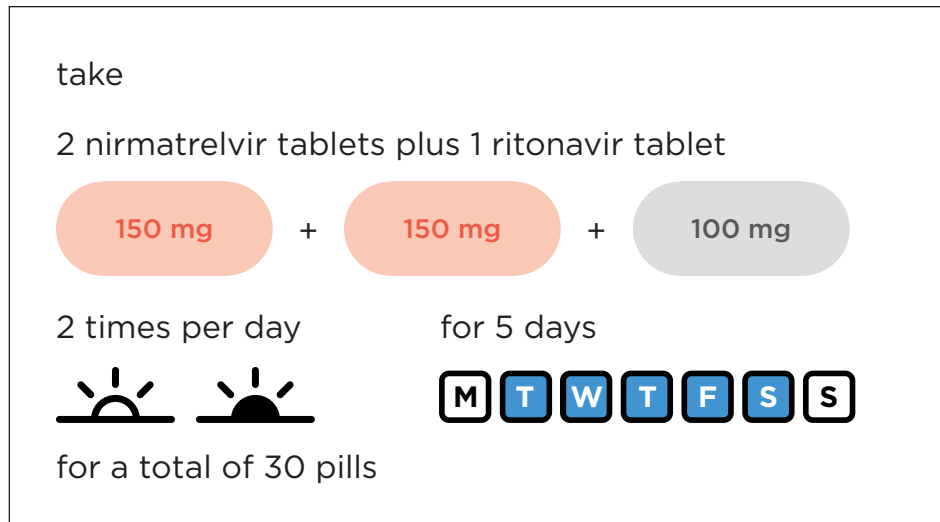 take
2 nirmatrelvir tablets plus 1 ritonavir tablet
150 mg + 150 mg + 100 mg
2 times per day
for 5 days
M T W T F S S
for a total of 30 pills